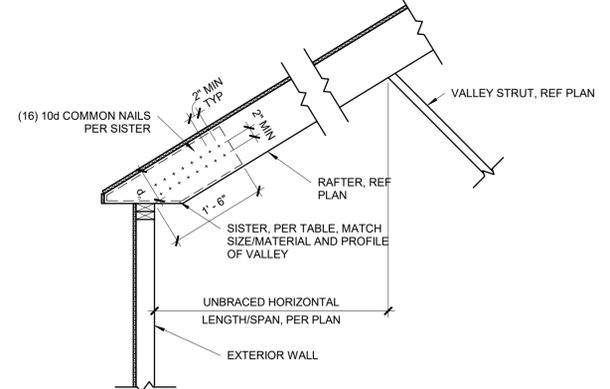 2" MIN
TYP
(16) 10d COMMON NAILS
PER SISTER
2" MIN
VALLEY STRUT, REF PLAN
RAFTER, REF
PLAN
P
1' - 6"
SISTER, PER TABLE, MATCH
SIZE/MATERIAL AND PROFILE
OF VALLEY
UNBRACED HORIZONTAL
LENGTH/SPAN, PER PLAN
EXTERIOR WALL